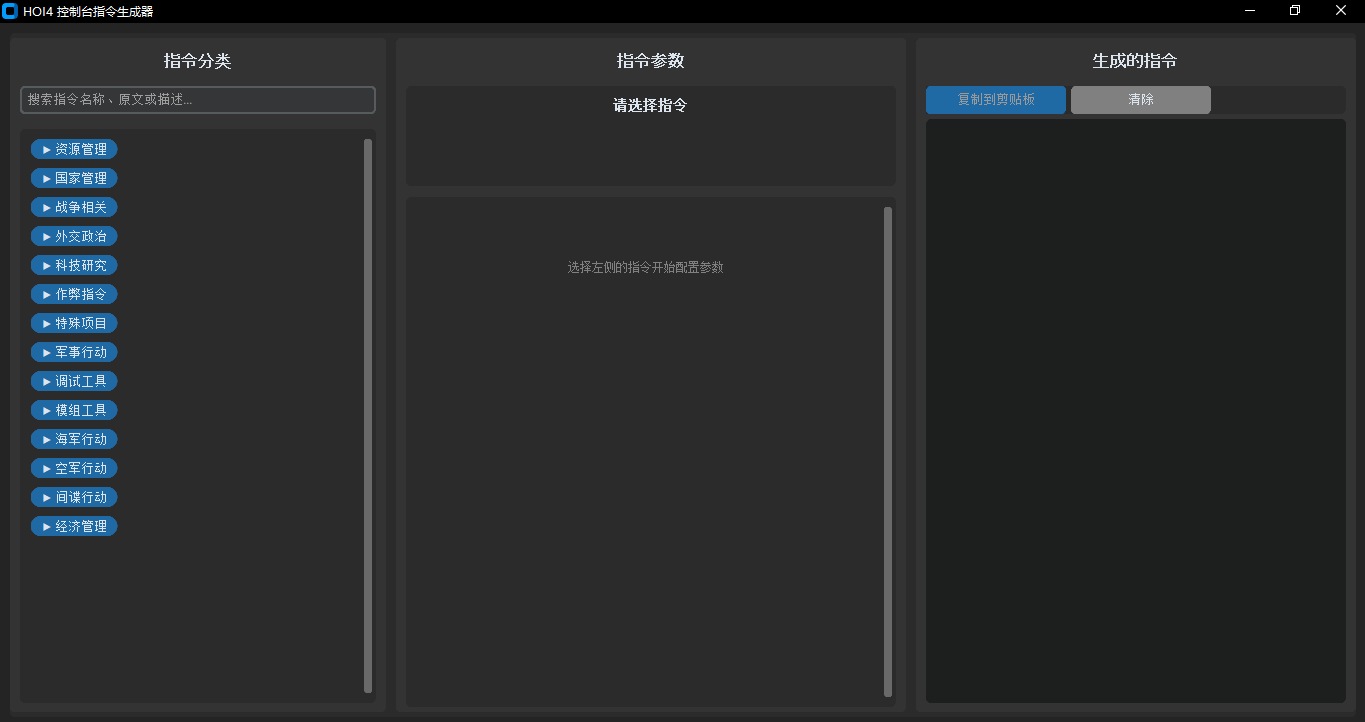 HOI4 控制台指令生成器
指令分类
搜索指令名称、原文或描述...
▶ 资源管理
▶ 国家管理
▶ 战争相关
▶ 外交政治
▶ 科技研究
▶ 作弊指令
▶ 特殊项目
▶ 军事行动
▶ 调试工具
▶ 模组工具
▶ 海军行动
▶ 空军行动
▶ 间谍行动
▶ 经济管理
指令参数
请选择指令
选择左侧的指令开始配置参数
生成的指令
复制到剪贴板
清除